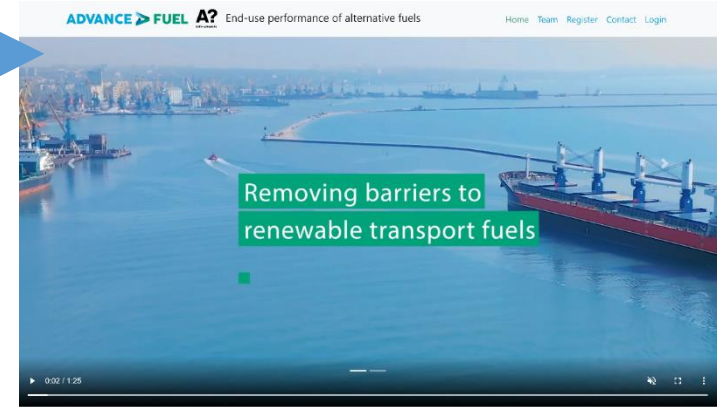 ADVANCE FUEL A? End-use performance of alternative fuels
Home Team Register Contact Login
Removing barriers to
renewable transport fuels
0:02 / 1:25